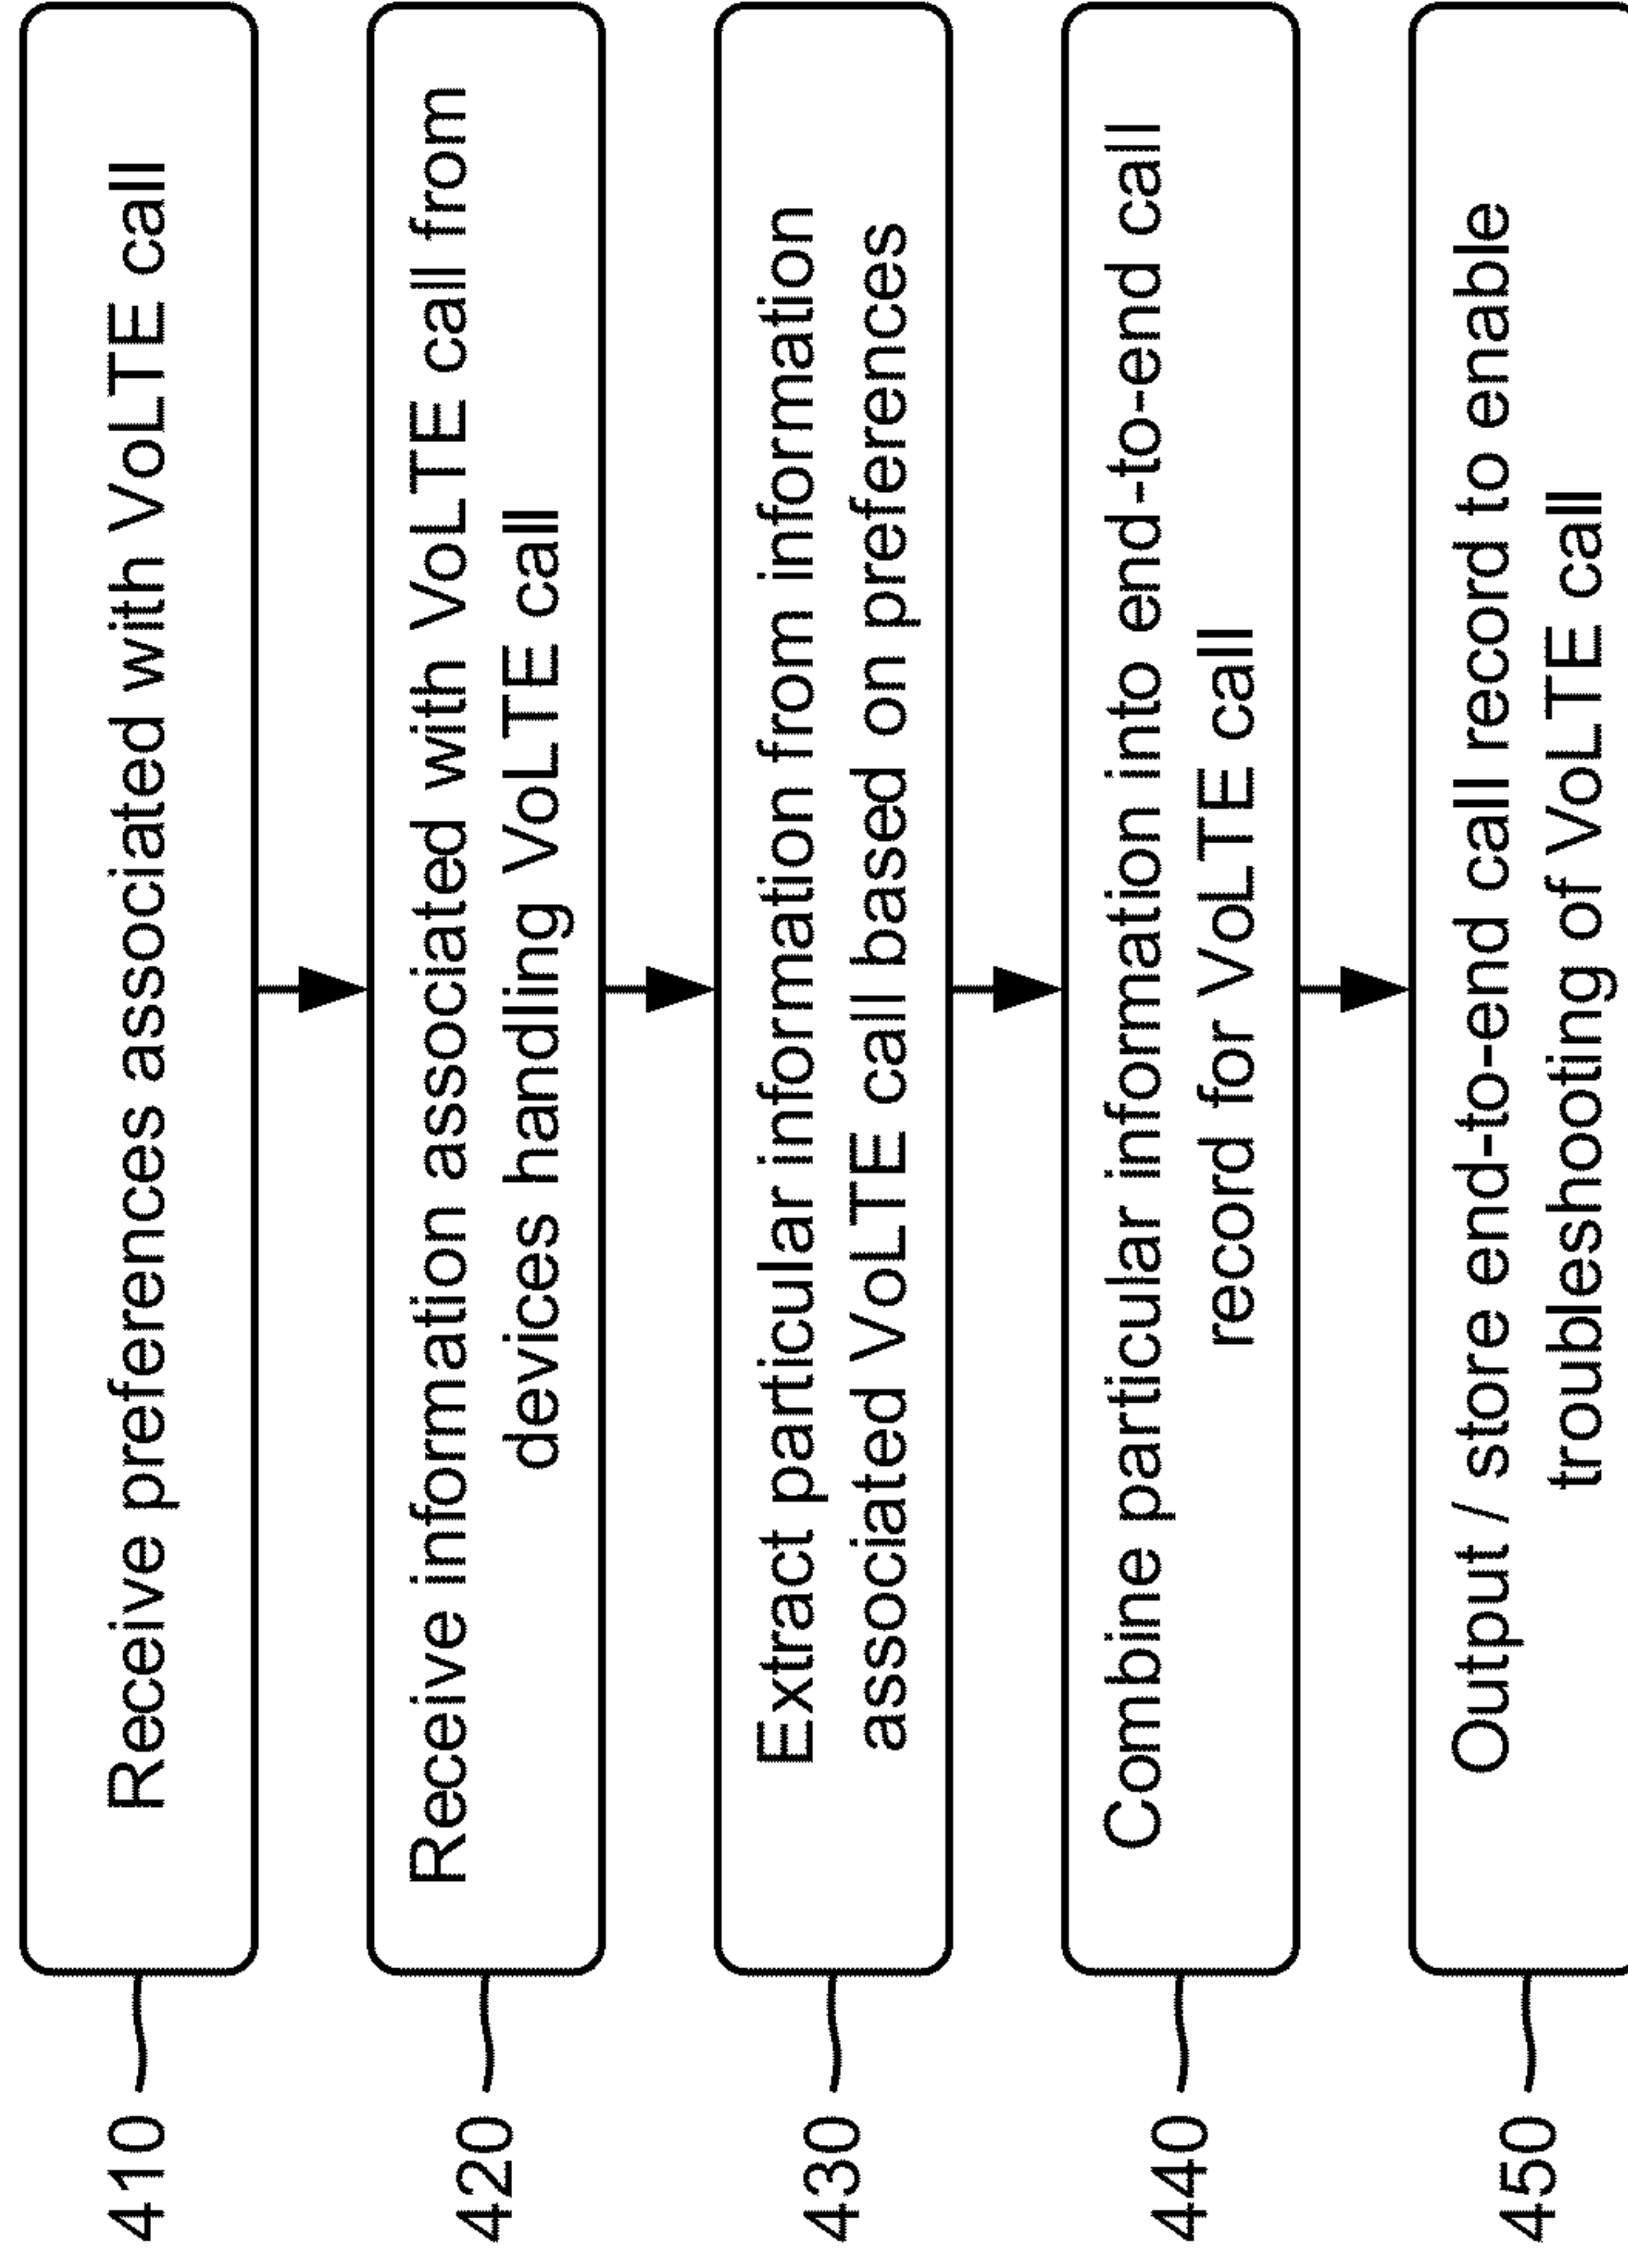 410
Receive preferences associated with VoLTE call
420
Receive information associated with VoLTE call from
devices handling VoLTE call
430
Extract particular information from information
associated VoLTE call based on preferences
440
Combine particular information into end-to-end call
record for VoLTE call
450
Output / store end-to-end call record to enable
troubleshooting of VoLTE call